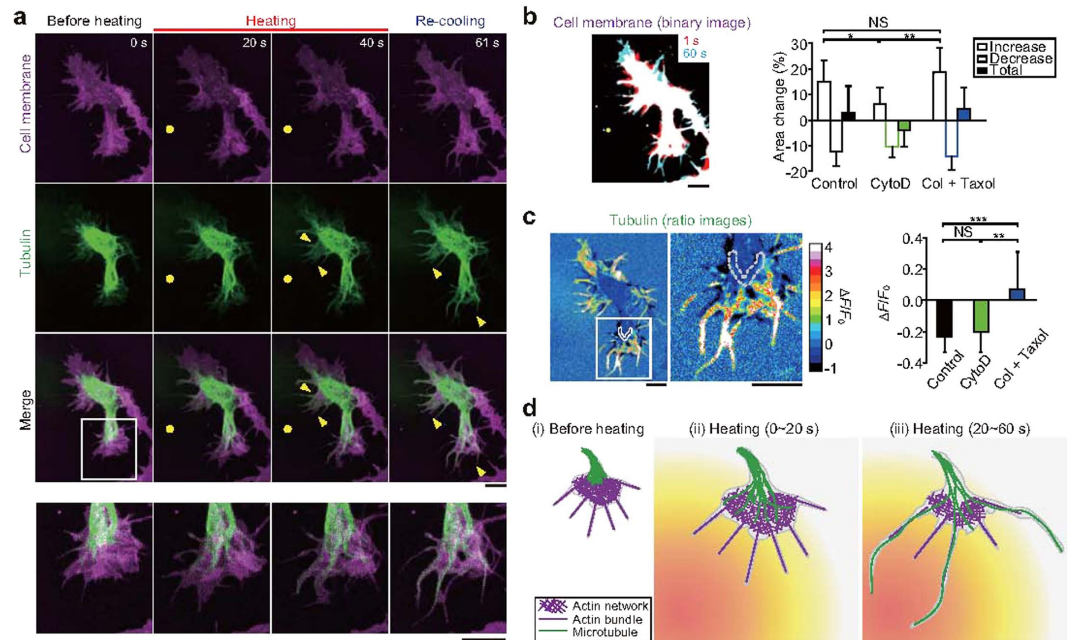 a
Before heating
Heating
Re-cooling
0 s
20 s
40 s
61 s
Cell membrane
Tubulin
Merge
b
Cell membrane (binary image)
1 s
60 s
NS
*
**
Increase
Decrease
Total
Area change (%)
30
20
10
0
-10
-20
Control
CytoD
Col + Taxol
c
Tubulin (ratio images)
4
3
2
1
0
-1
ΔF/F0
***
NS
**
ΔF/F0
0.4
0.2
0.0
-0.2
-0.4
Control
CytoD
Col + Taxol
d
(i) Before heating
(ii) Heating (0~20 s)
(iii) Heating (20~60 s)
Actin network
Actin bundle
Microtubule